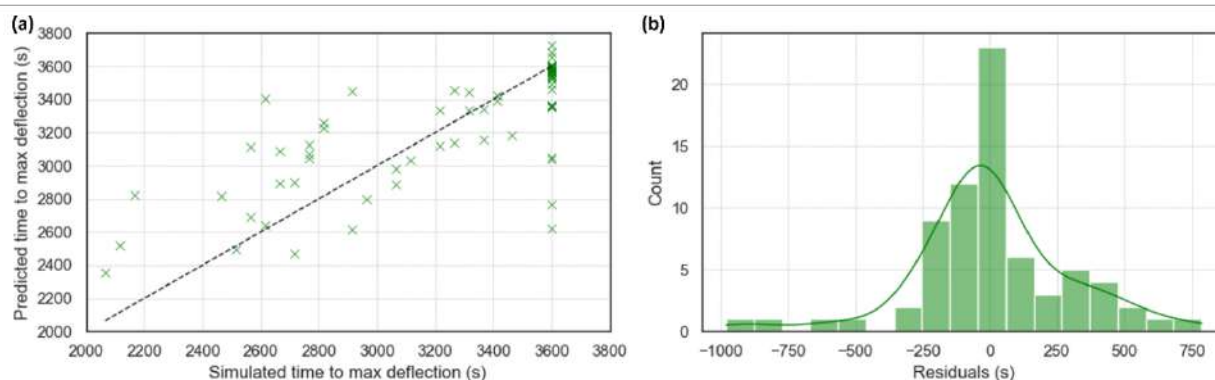 (a)
Predicted time to max deflection (s)
3800
3600
3400
3200
3000
2800
2600
2400
2200
2000
2000 2200 2400 2600 2800 3000 3200 3400 3600 3800
Simulated time to max deflection (s)
(b)
Count
20
15
10
5
0
−1000 −750 −500 −250 0 250 500 750
Residuals (s)